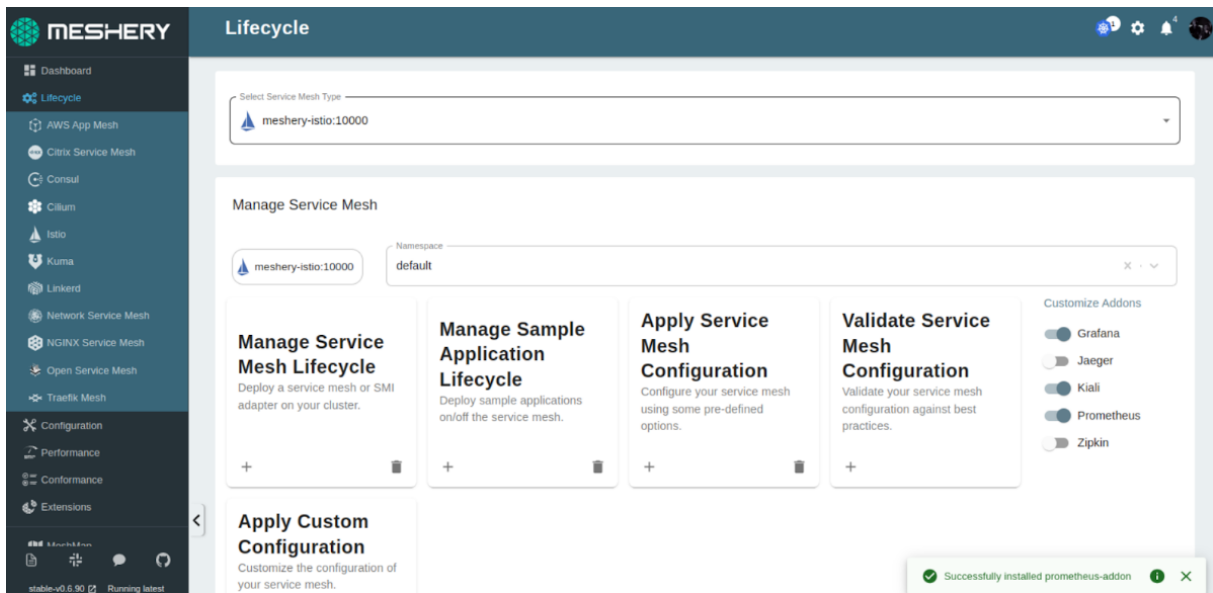 MESHERY
Lifecycle
1
4
Dashboard
Lifecycle
AWS App Mesh
Citrix Service Mesh
Consul
Cilium
Istio
Kuma
Linkerd
Network Service Mesh
NGINX Service Mesh
Open Service Mesh
Traefik Mesh
Configuration
Performance
Conformance
Extensions
MeshMap
stable-v0.6.90 Running latest
Select Service Mesh Type
meshery-istio:10000
Manage Service Mesh
meshery-istio:10000
Namespace
default
Manage Service
Mesh Lifecycle
Deploy a service mesh or SMI
adapter on your cluster.
Manage Sample
Application
Lifecycle
Deploy sample applications
on/off the service mesh.
Apply Service
Mesh
Configuration
Configure your service mesh
using some pre-defined
options.
Validate Service
Mesh
Configuration
Validate your service mesh
configuration against best
practices.
Customize Addons
Grafana
Jaeger
Kiali
Prometheus
Zipkin
Apply Custom
Configuration
Customize the configuration of
your service mesh.
Successfully installed prometheus-addon